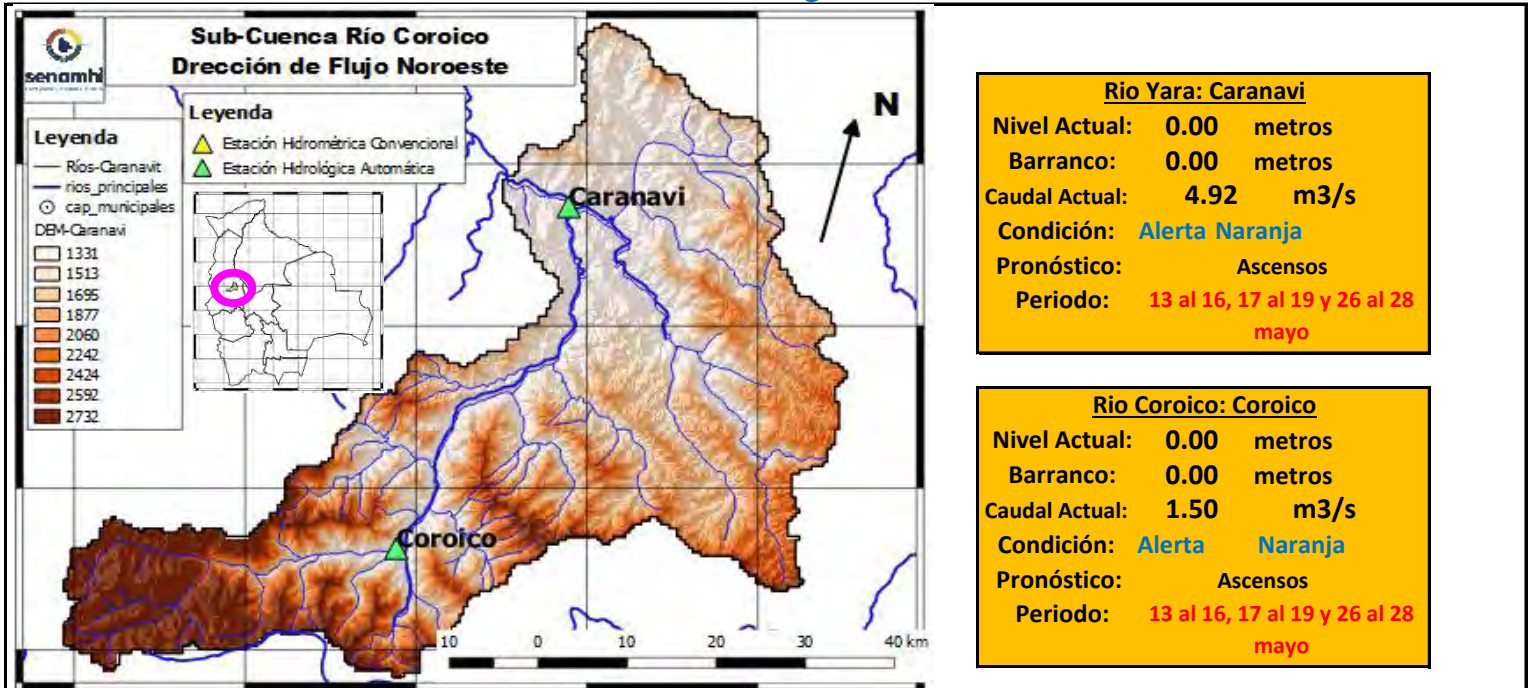 senamhi
Sub-Cuenca Río Coroico
Drección de Flujo Noroeste
Leyenda
Estación Hidrométrica Convencional
Estación Hidrológica Automática
Leyenda
Ríos-Caranavit
rios_principales
cap_municipales
DEM-Caranavi
1331
1513
1695
1877
2060
2242
2424
2592
2732
N
Caranavi
Coroico
10 0 10 20 30 40 km
Rio Yara: Caranavi
Nivel Actual: 0.00 metros
Barranco: 0.00 metros
Caudal Actual: 4.92 m3/s
Condición: Alerta Naranja
Pronóstico: Ascensos
Periodo: 13 al 16, 17 al 19 y 26 al 28
mayo
Rio Coroico: Coroico
Nivel Actual: 0.00 metros
Barranco: 0.00 metros
Caudal Actual: 1.50 m3/s
Condición: Alerta Naranja
Pronóstico: Ascensos
Periodo: 13 al 16, 17 al 19 y 26 al 28
mayo